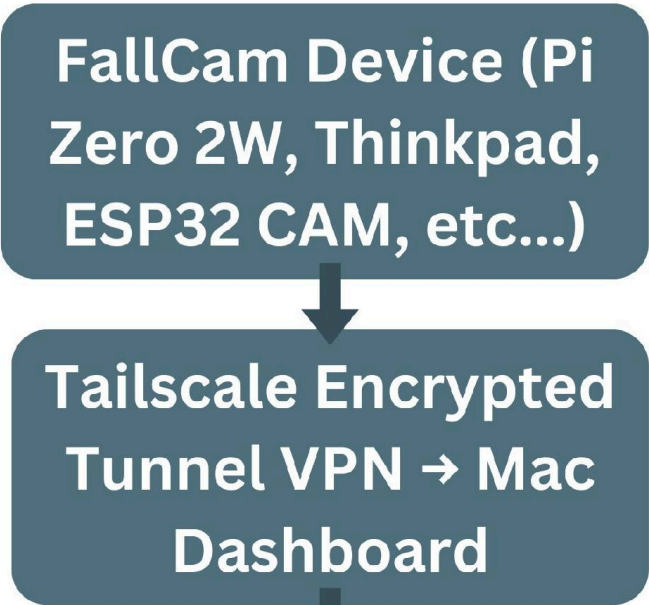 FallCam Device (Pi
Zero 2W, Thinkpad,
ESP32 CAM, etc...)
Tailscale Encrypted
Tunnel VPN → Mac
Dashboard